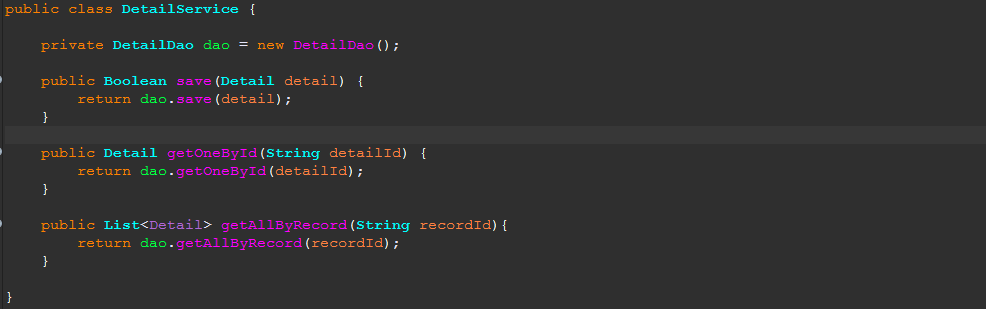 public class DetailService {
private DetailDao dao = new DetailDao();
public Boolean save(Detail detail) {
return dao.save(detail);
}
public Detail getOneById(String detailId) {
return dao.getOneById(detailId);
}
public List<Detail> getAllByRecord(String recordId){
return dao.getAllByRecord(recordId);
}
}